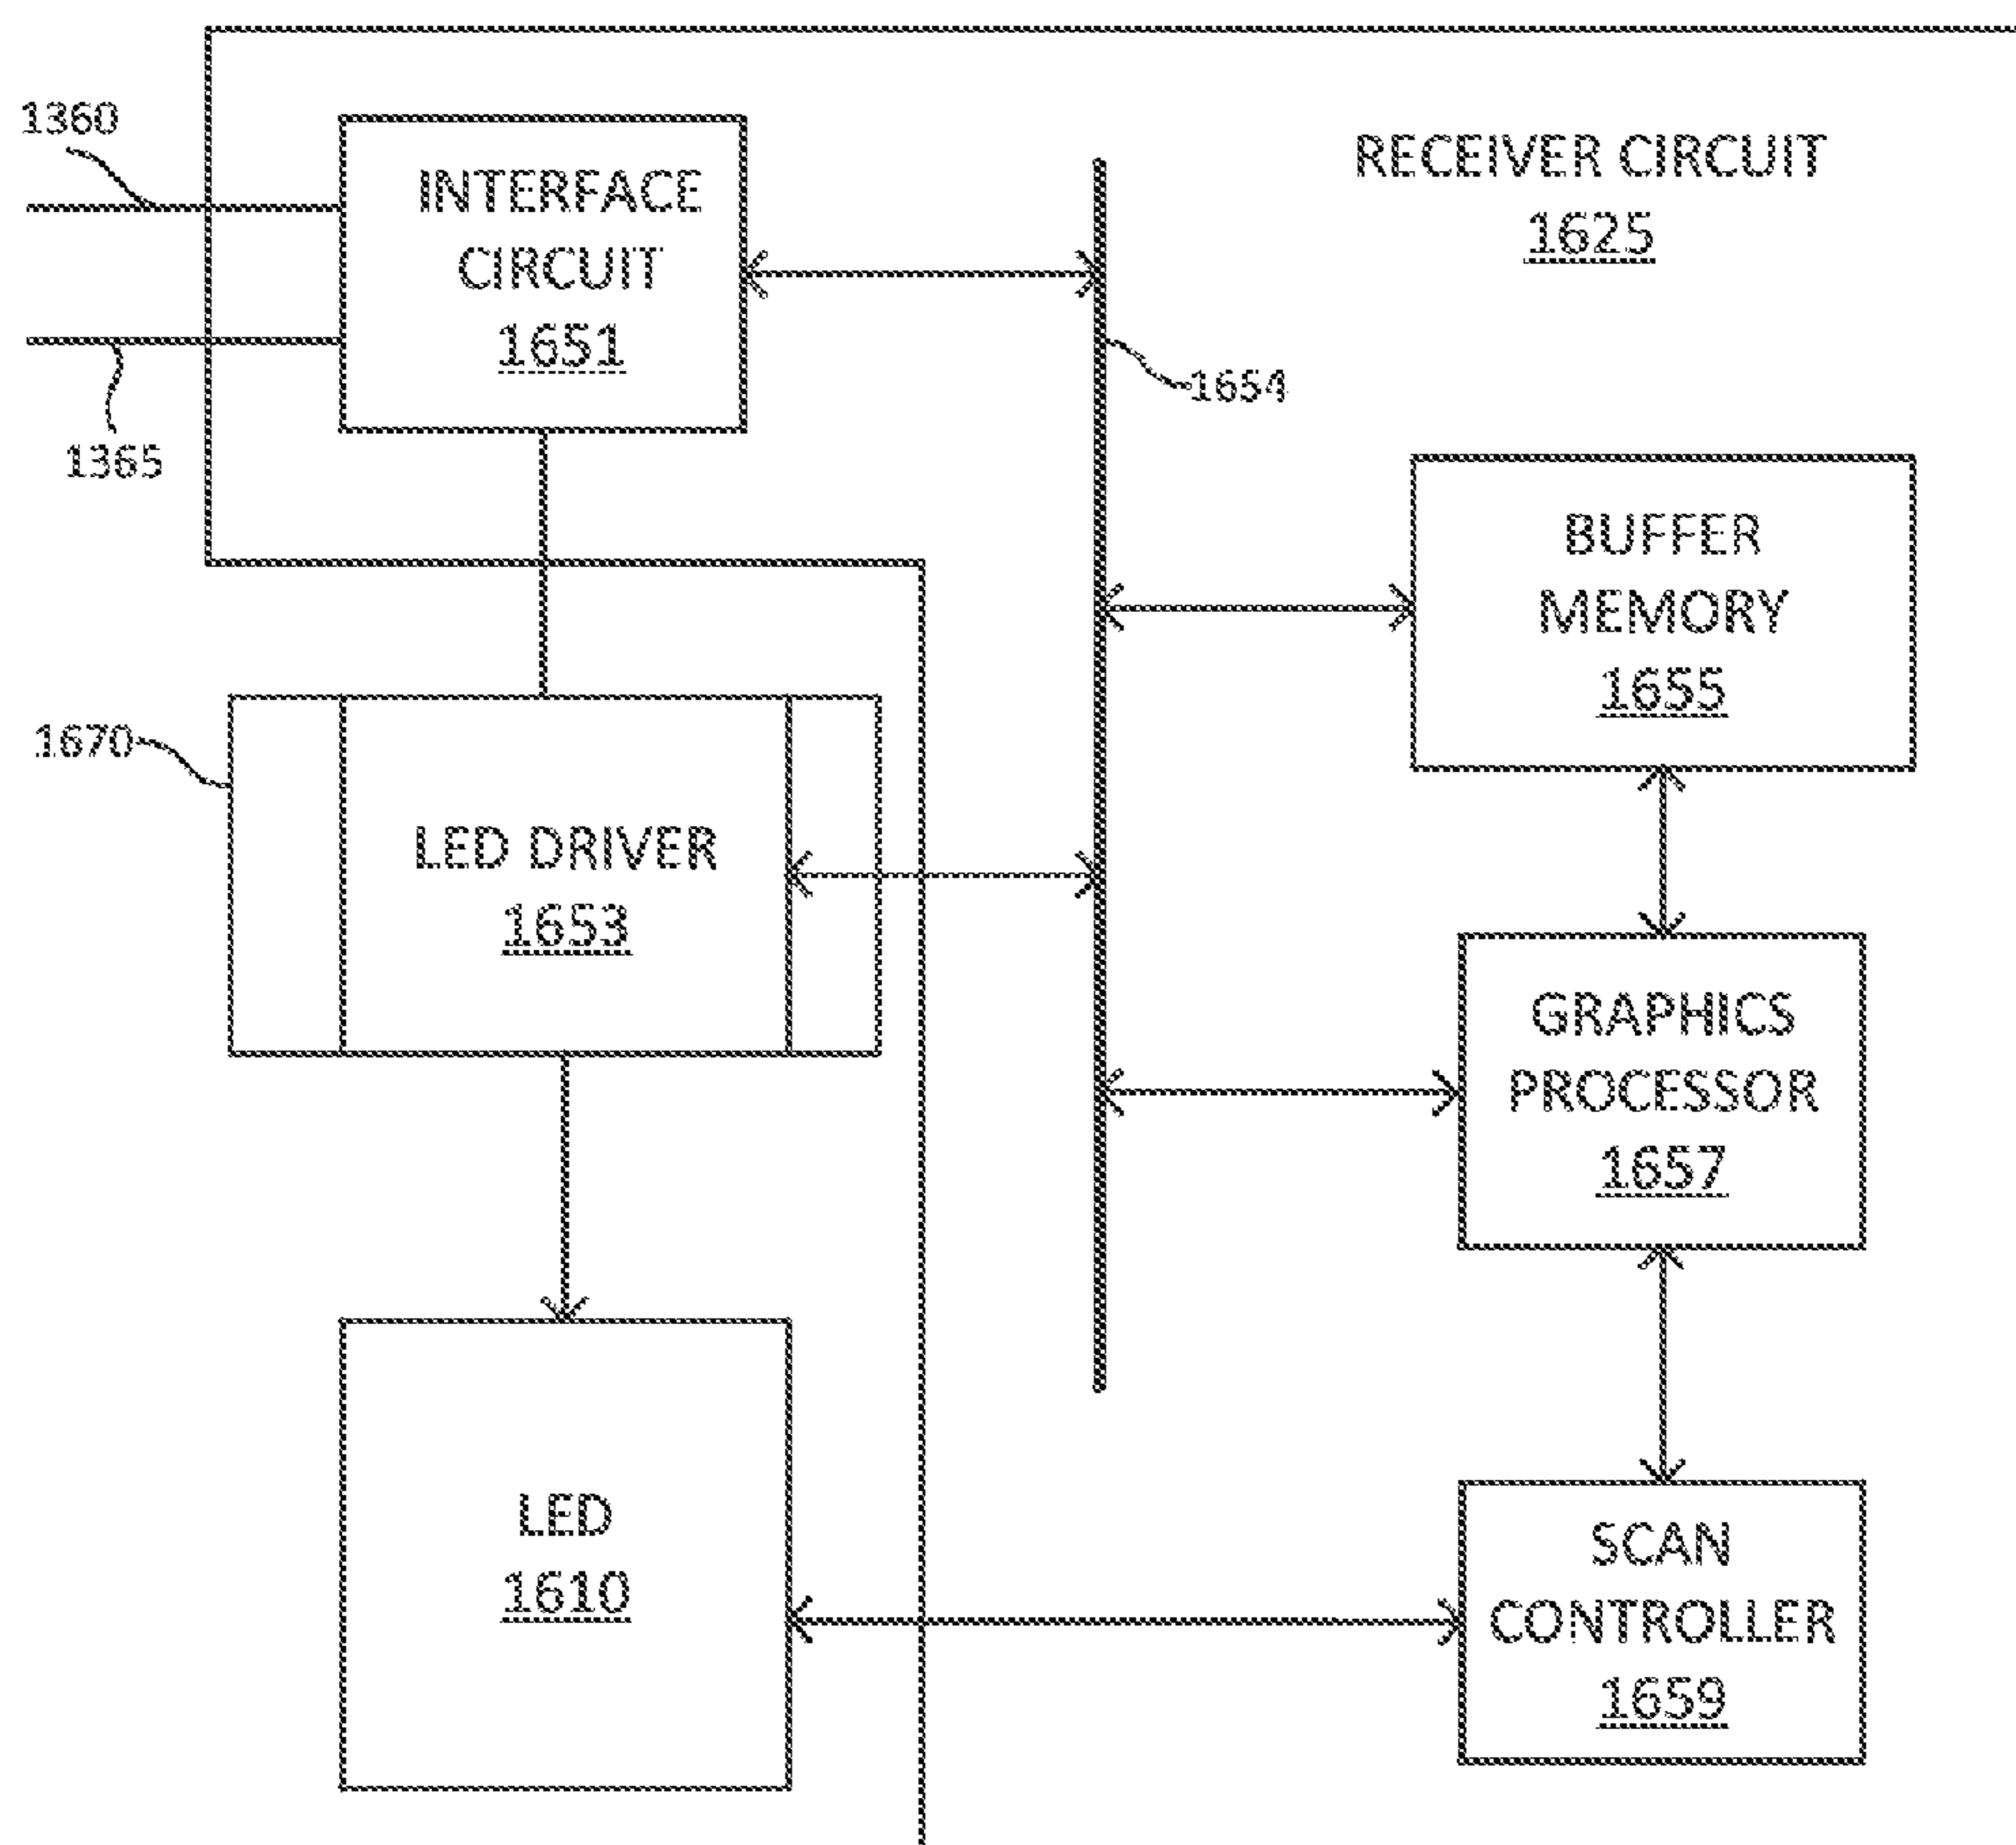 1360
INTERFACE
CIRCUIT
1651
RECEIVER CIRCUIT
1625
1365
1654
BUFFER
MEMORY
1655
1670
LED DRIVER
1653
GRAPHICS
PROCESSOR
1657
LED
1610
SCAN
CONTROLLER
1659